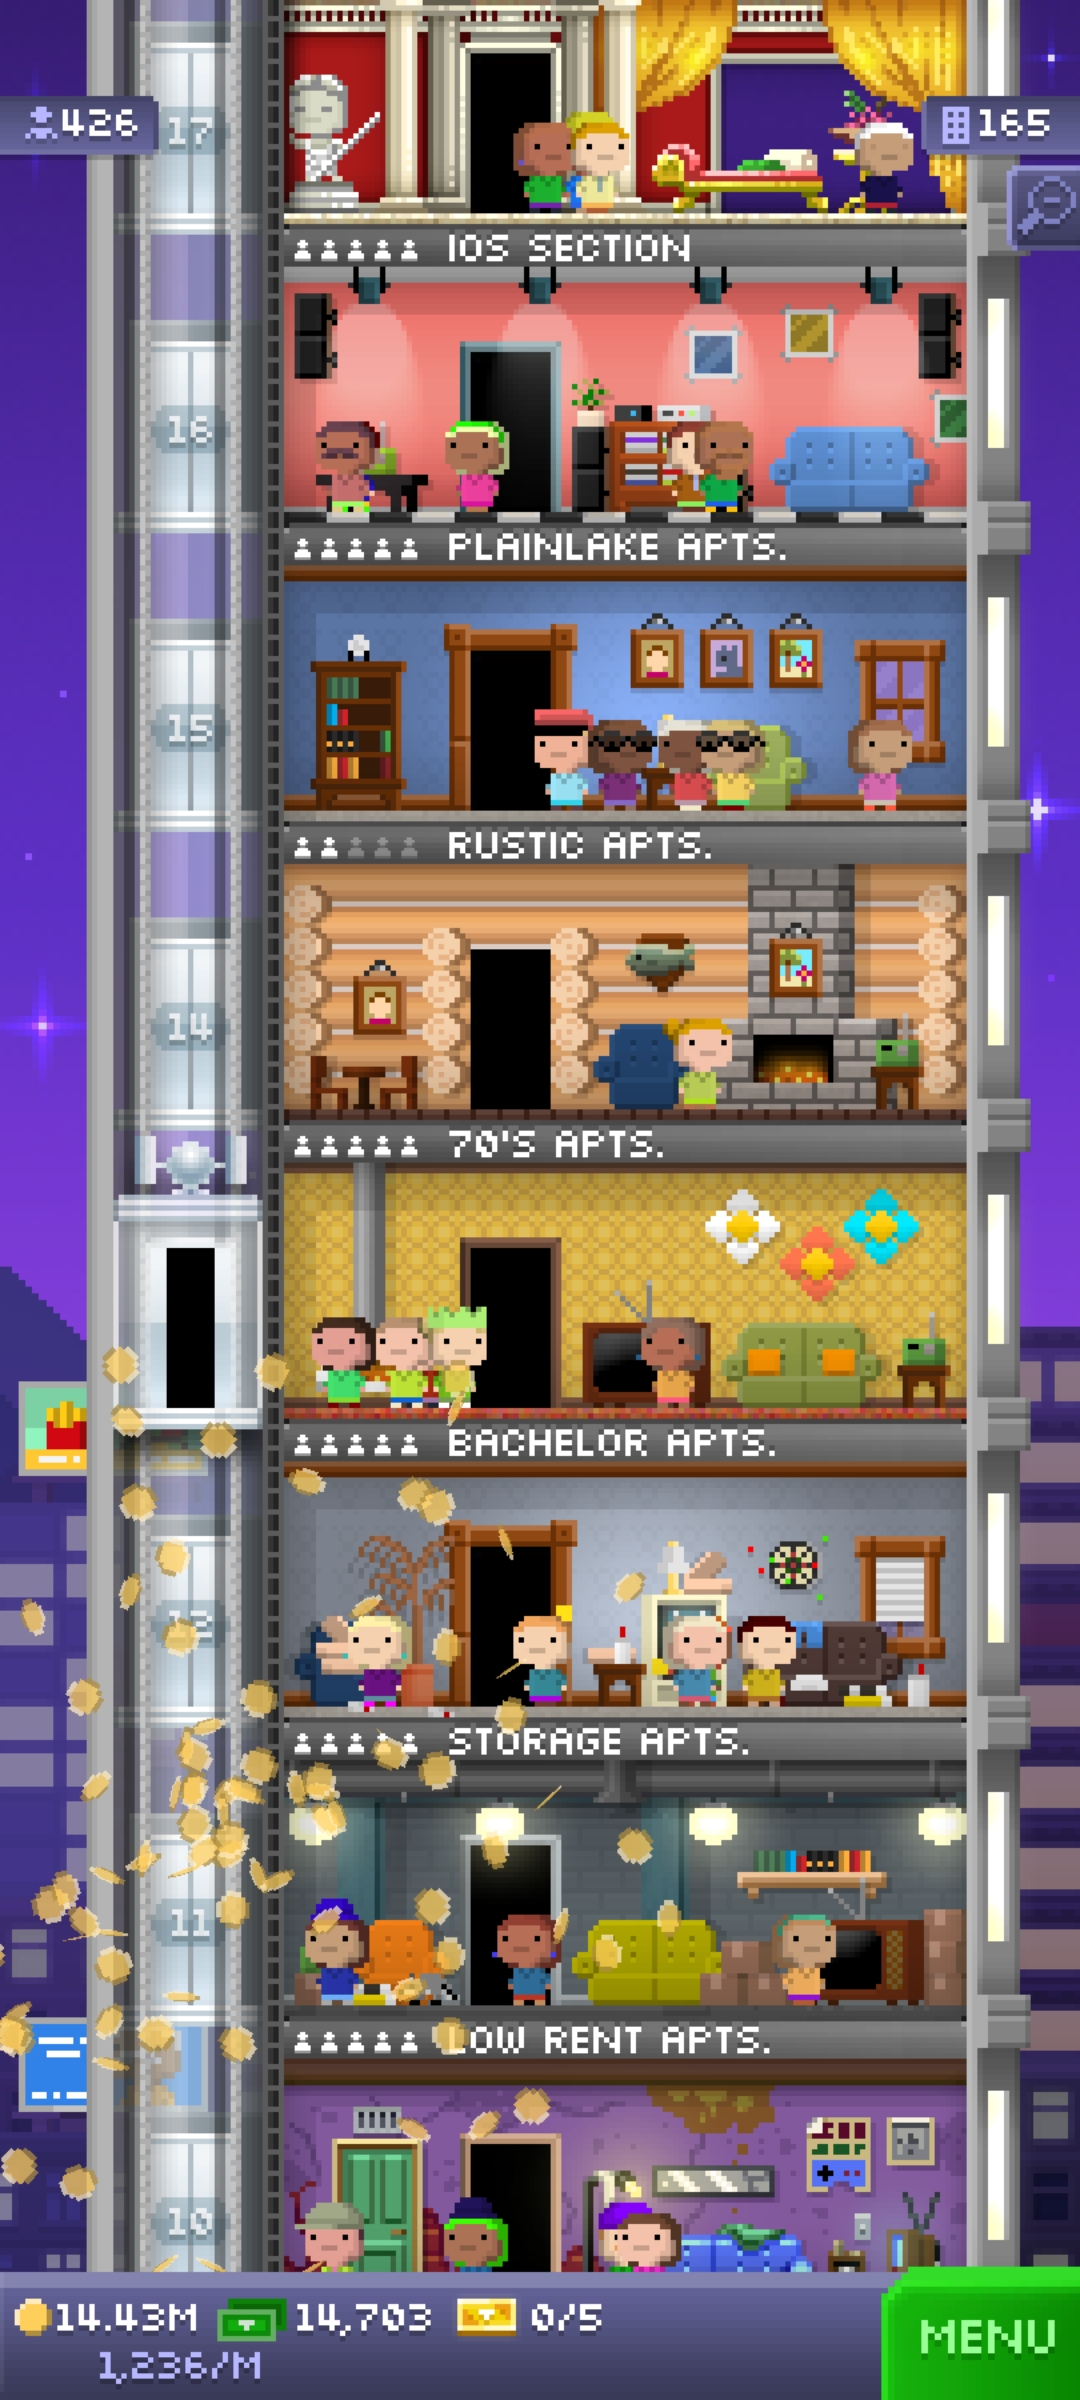 426
17
165
IOS SECTION
16
PLAINLAKE APTS.
15
RUSTIC APTS.
14
70'S APTS.
BACHELOR APTS.
12
STORAGE APTS.
11
LOW RENT APTS.
10
14.43M 14,703 0/5
1,236/M
MENU